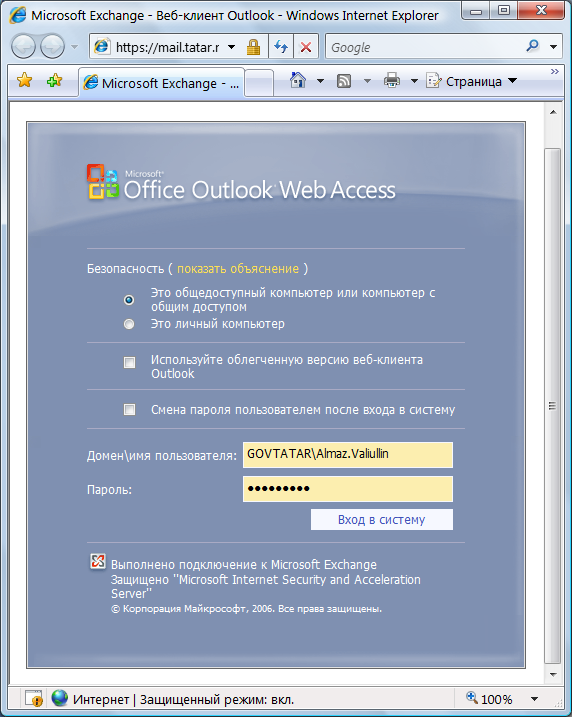 Microsoft Exchange - Веб-клиент Outlook - Windows Internet Explorer
https://mail.tatar.r
Google
Microsoft Exchange - ...
Страница
Microsoft®
Office Outlook® Web Access
Безопасность ( показать объяснение )
Это общедоступный компьютер или компьютер с
общим доступом
Это личный компьютер
Используйте облегченную версию веб-клиента
Outlook
Смена пароля пользователем после входа в систему
Домен\имя пользователя: GOVTATAR\Almaz.Valiullin
Пароль: •••••••••
Вход в систему
Выполнено подключение к Microsoft Exchange
Защищено "Microsoft Internet Security and Acceleration
Server"
© Корпорация Майкрософт, 2006. Все права защищены.
Интернет | Защищенный режим: вкл.
100%